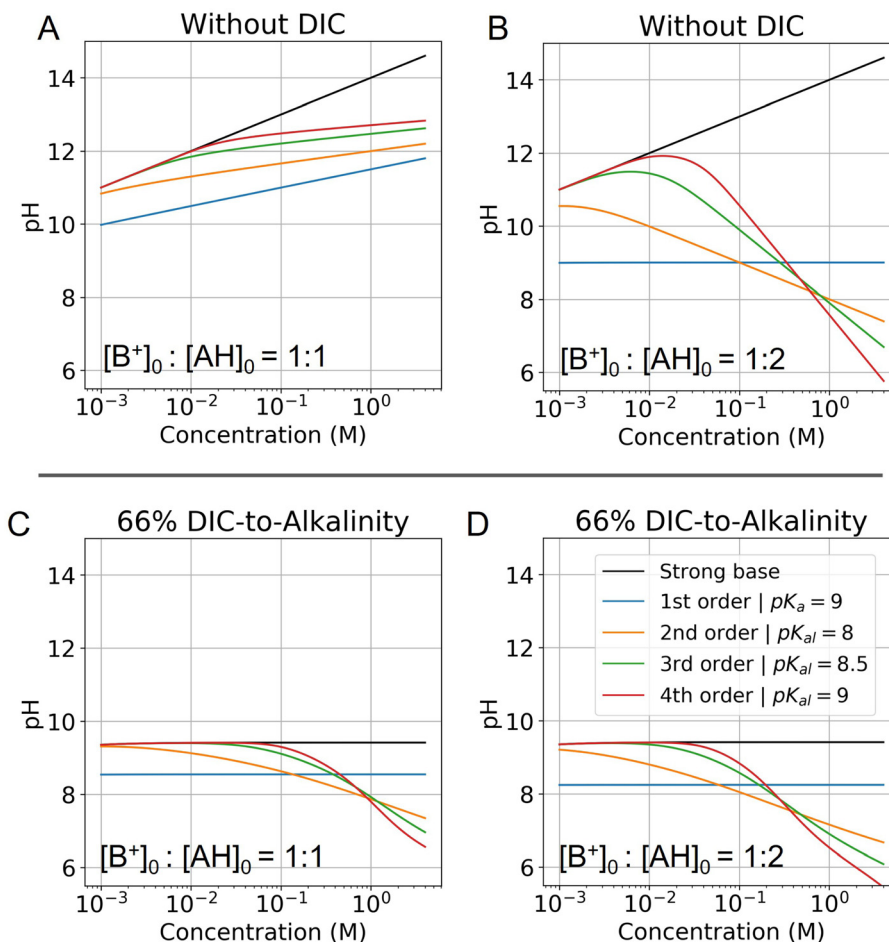 A
Without DIC
14
12
10
8
6
pH
[B⁺]₀ : [AH]₀ = 1:1
10⁻³ 10⁻² 10⁻¹ 10⁰
Concentration (M)
B
Without DIC
14
12
10
8
6
pH
[B⁺]₀ : [AH]₀ = 1:2
10⁻³ 10⁻² 10⁻¹ 10⁰
Concentration (M)
C
66% DIC-to-Alkalinity
14
12
10
8
6
pH
[B⁺]₀ : [AH]₀ = 1:1
10⁻³ 10⁻² 10⁻¹ 10⁰
Concentration (M)
D
66% DIC-to-Alkalinity
14
12
10
8
6
pH
Strong base
1st order | pKₐ = 9
2nd order | pKₐₗ = 8
3rd order | pKₐₗ = 8.5
4th order | pKₐₗ = 9
[B⁺]₀ : [AH]₀ = 1:2
10⁻³ 10⁻² 10⁻¹ 10⁰
Concentration (M)